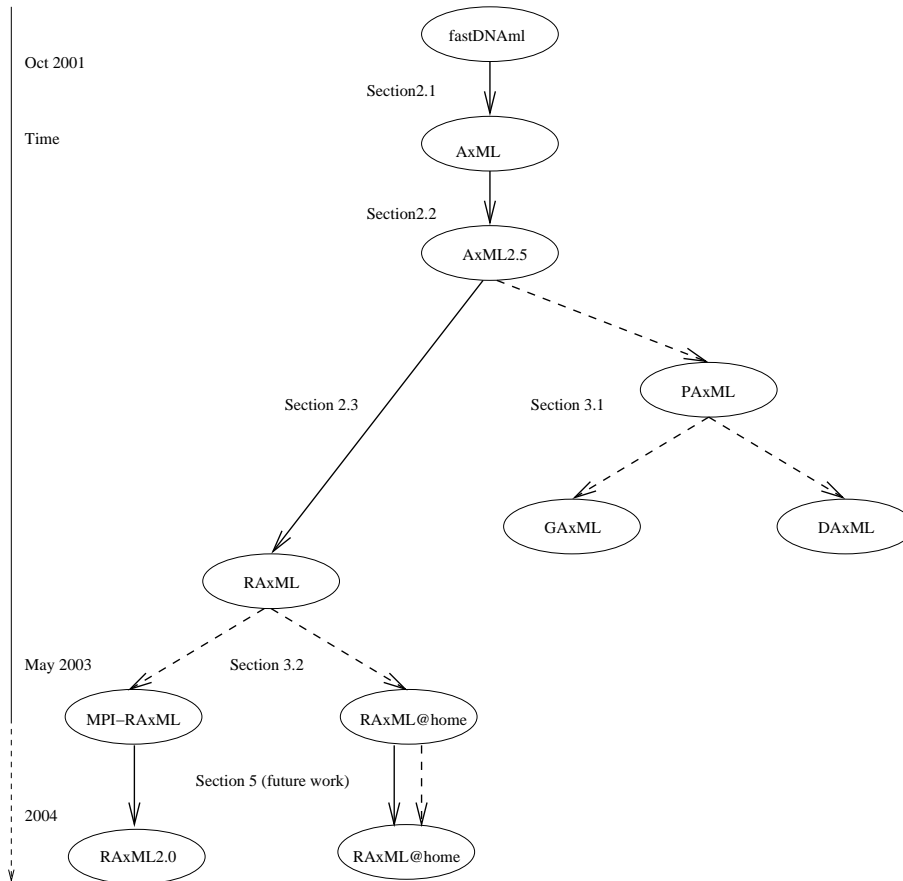 fastDNAml
Oct 2001
Section2.1
Time
AxML
Section2.2
AxML2.5
PAxML
Section 2.3
Section 3.1
GAxML
DAxML
RAxML
May 2003
Section 3.2
MPI–RAxML
RAxML@home
Section 5 (future work)
2004
RAxML2.0
RAxML@home